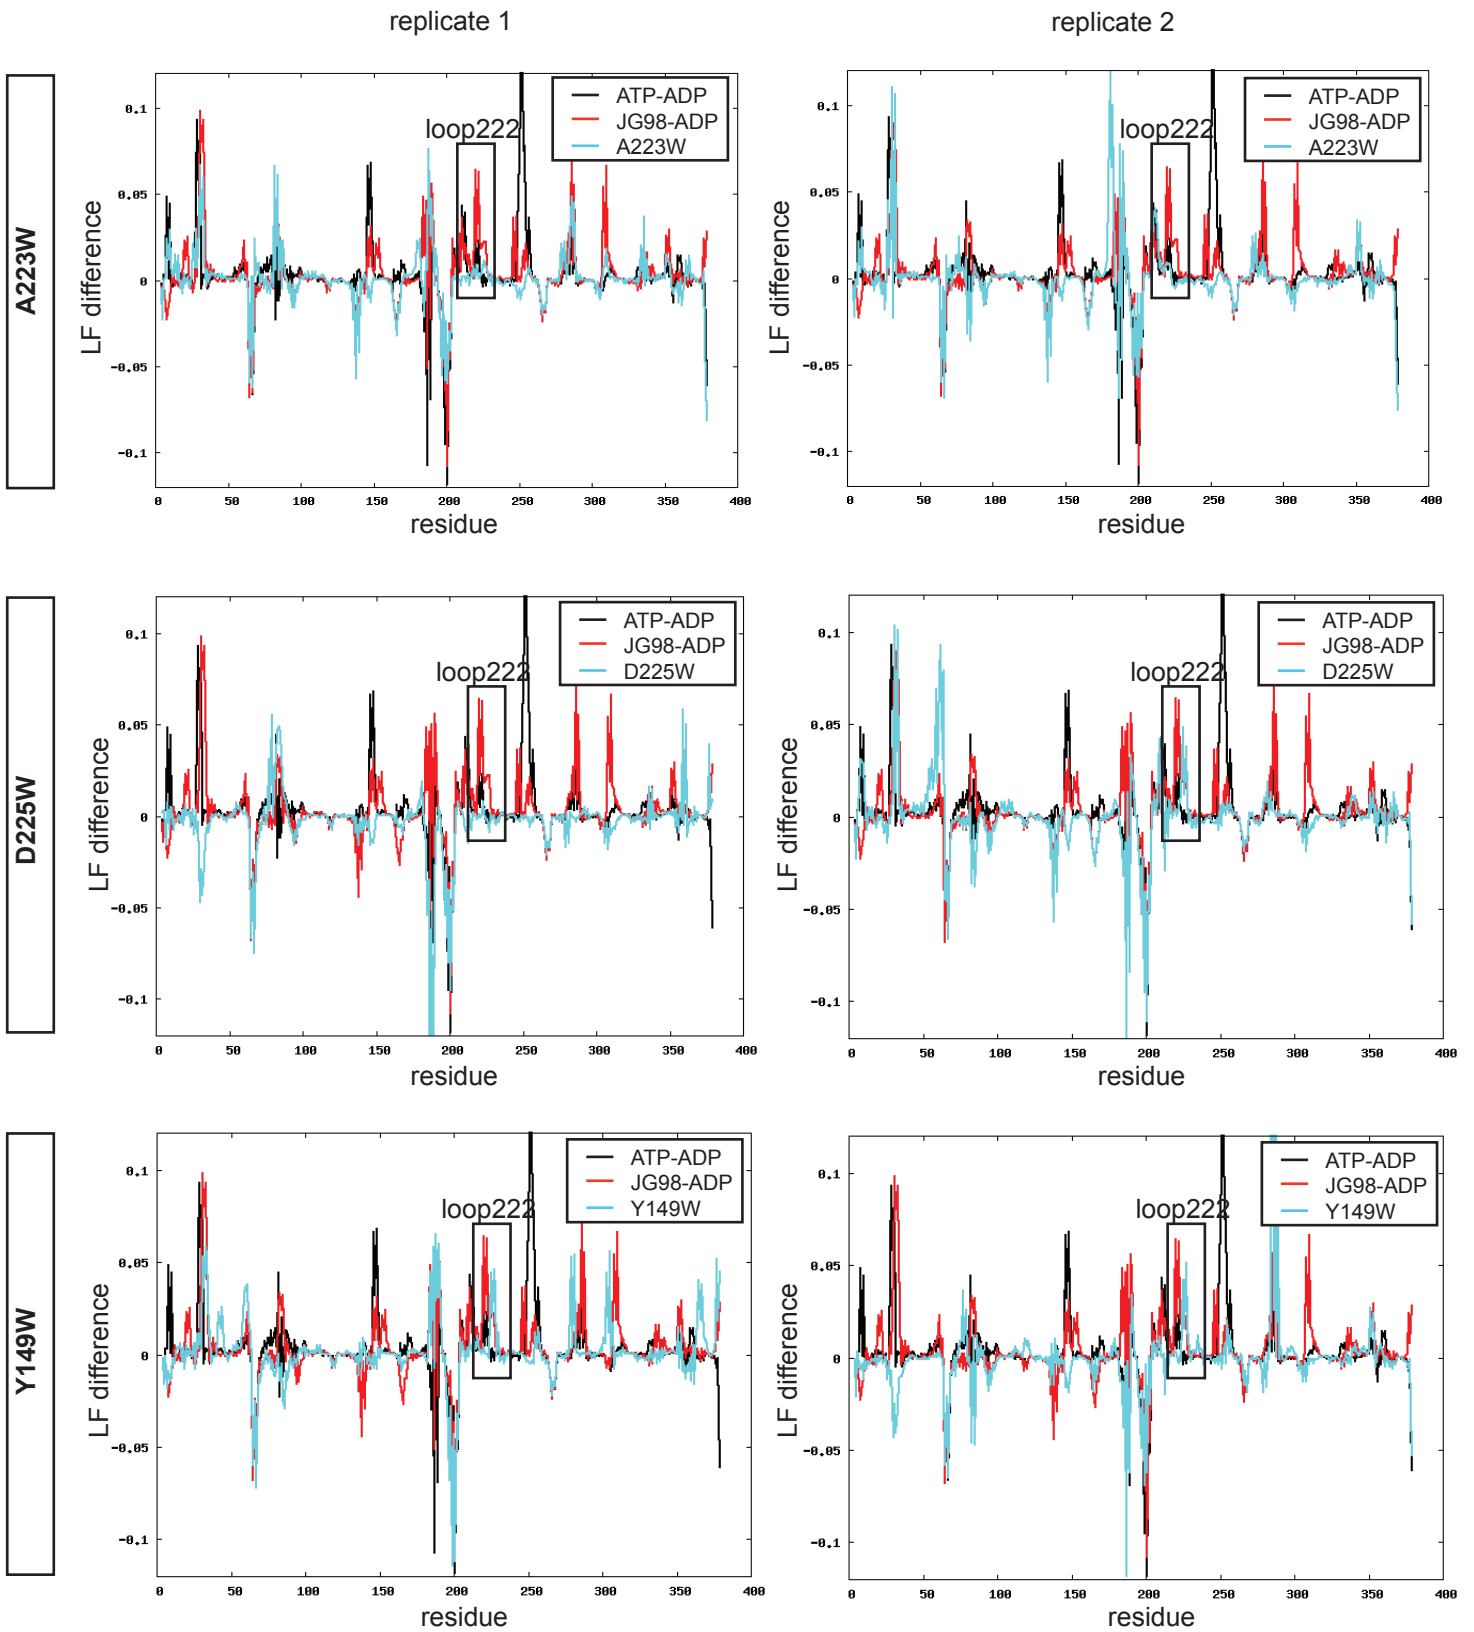 replicate 1
replicate 2
A223W
LF difference
0.1
0.05
0
-0.05
-0.1
loop222
ATP-ADP
JG98-ADP
A223W
0 50 100 150 200 250 300 350 400
residue
LF difference
0.1
0.05
0
-0.05
-0.1
loop222
ATP-ADP
JG98-ADP
A223W
0 50 100 150 200 250 300 350 400
residue
D225W
LF difference
0.1
0.05
0
-0.05
-0.1
loop222
ATP-ADP
JG98-ADP
D225W
0 50 100 150 200 250 300 350 400
residue
LF difference
0.1
0.05
0
-0.05
-0.1
loop222
ATP-ADP
JG98-ADP
D225W
0 50 100 150 200 250 300 350 400
residue
Y149W
LF difference
0.1
0.05
0
-0.05
-0.1
loop222
ATP-ADP
JG98-ADP
Y149W
0 50 100 150 200 250 300 350 400
residue
LF difference
0.1
0.05
0
-0.05
-0.1
loop222
ATP-ADP
JG98-ADP
Y149W
0 50 100 150 200 250 300 350 400
residue